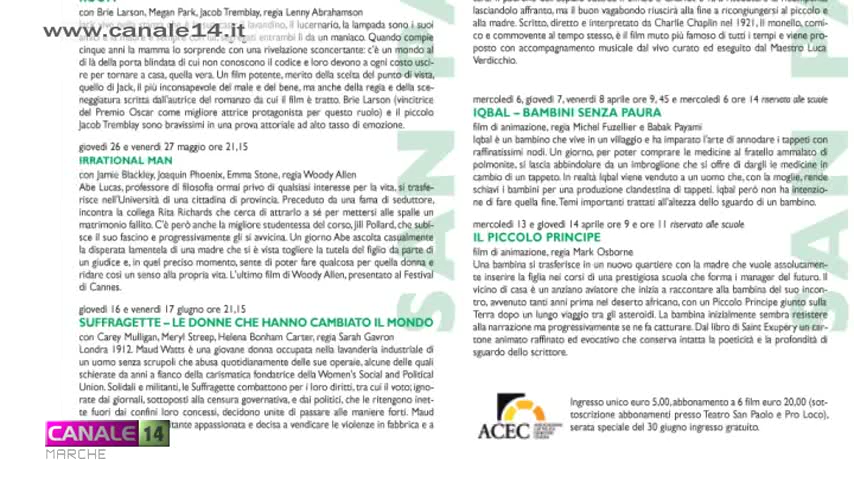 con Brie Larson, Megan Park, Jacob Tremblay, regia Lenny Abrahamson
www.canale14.it
cinque anni la mamma lo sorprende con una rivelazione sconcertante: c'è un mondo al
di là della porta blindata di cui non conoscono il codice e loro devono a ogni costo usci-
re per tornare a casa, quella vera. Un film potente, merito della scelta del punto di vista,
quello di Jack, il più inconsapevole del male e del bene, ma anche della regia e della sce-
neggiatura scritta dall'autrice del romanzo da cui il film è tratto. Brie Larson (vincitrice
del Premio Oscar come migliore attrice protagonista per questo ruolo) e il piccolo
Jacob Tremblay sono bravissimi in una prova attoriale ad alto tasso di emozione.
giovedì 26 e venerdì 27 maggio ore 21,15
IRRATIONAL MAN
con Jamie Blackley, Joaquin Phoenix, Emma Stone, regia Woody Allen
Abe Lucas, professore di filosofia ormai privo di qualsiasi interesse per la vita, si trasfe-
risce nell'Università di una cittadina di provincia. Preceduto da una fama di seduttore,
incontra la collega Rita Richards che cerca di attrarlo a sé per mettersi alle spalle un
matrimonio fallito. C'è però anche la migliore studentessa del corso, Jill Pollard, che subi-
sce il suo fascino e progressivamente gli si avvicina. Un giorno Abe ascolta casualmente
la disperata lamentela di una madre che si è vista togliere la tutela dei figlio da parte di
un giudice e, in quel preciso momento, sente di poter fare qualcosa per quella donna e
ridare così un senso alla propria vita. L'ultimo film di Woody Allen, presentato al Festival
di Cannes.
giovedì 16 e venerdì 17 giugno ore 21,15
SUFFRAGETTE – LE DONNE CHE HANNO CAMBIATO IL MONDO
con Carey Mulligan, Meryl Streep, Helena Bonham Carter, regia Sarah Gavron
Londra 1912. Maud Watts è una giovane donna occupata nella lavanderia industriale di
un uomo senza scrupoli che abusa quotidianamente delle sue operaie, alcune delle quali
schierate da anni a fianco della carismatica fondatrice della Women's Social and Political
Union. Solidali e militanti, le Suffragette combattono per i loro diritti, tra cui il voto; igno-
rate dai giornali, sottoposti alla censura governativa, e dai politici, che le ritengono inet-
te fuori dai confini loro concessi, decidono unite di passare alle maniere forti. Maud
tante appassionata e decisa a vendicare le violenze in fabbrica e a
CANALE 14
MARCHE
SAN PA
lasciandolo affranto, ma il buon vagabondo riuscirà alla fine a ricongiungersi al piccolo e
alla madre. Scritto, diretto e interpretato da Charlie Chaplin nel 1921, Il monello, comi-
co e commovente al tempo stesso, è il film muto più famoso di tutti i tempi e viene pro-
posto con accompagnamento musicale dal vivo curato ed eseguito dal Maestro Luca
Verdicchio.
mercoledì 6, giovedì 7, venerdì 8 aprile ore 9, 45 e mercoledì 6 ore 14 riservato alle scuole
IQBAL – BAMBINI SENZA PAURA
film di animazione, regia Michel Fuzellier e Babak Payami
Iqbal è un bambino che vive in un villaggio e ha imparato l'arte di annodare i tappeti con
raffinatissimi nodi. Un giorno, per poter comprare le medicine al fratello ammalato di
polmonite, si lascia abbindolare da un imbroglione che si offre di dargli le medicine in
cambio di un tappeto. In realtà Iqbal viene venduto a un uomo che, con la moglie, rende
schiavi i bambini per una produzione clandestina di tappeti. Iqbal però non ha intenzio-
ne di fare quella fine. Temi importanti trattati all'altezza dello sguardo di un bambino.
mercoledì 13 e giovedì 14 aprile ore 9 e ore 11 riservato alle scuole
IL PICCOLO PRINCIPE
film di animazione, regia Mark Osborne
Una bambina si trasferisce in un nuovo quartiere con la madre che vuole assolutamen-
te inserire la figlia nei corsi di una prestigiosa scuola che forma i manager del futuro. Il
vicino di casa è un anziano aviatore che inizia a raccontare alla bambina del suo incon-
tro, avvenuto tanti anni prima nel deserto africano, con un Piccolo Principe giunto sulla
Terra dopo un lungo viaggio tra gli asteroidi. La bambina inizialmente sembra resistere
alla narrazione ma progressivamente se ne fa catturare. Dal libro di Saint Exupéry un car-
tone animato raffinato ed evocativo che conserva intatta la poeticità e la profondità di
sguardo dello scrittore.
ACEC
Ingresso unico euro 5,00, abbonamento a 6 film euro 20,00 (sot-
toscrizione abbonamenti presso Teatro San Paolo e Pro Loco),
serata speciale del 30 giugno ingresso gratuito.
SAN PA